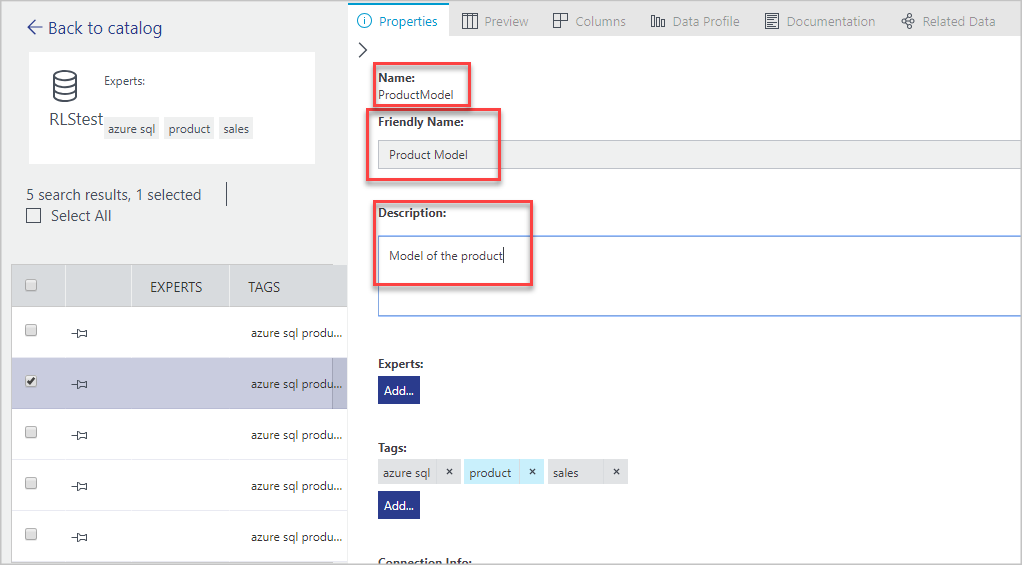 Back to catalog
Experts:
RLStest
azure sql product sales
5 search results, 1 selected
Select All
EXPERTS TAGS
azure sql produ...
azure sql produ...
azure sql produ...
azure sql produ...
azure sql produ...
Properties Preview Columns Data Profile Documentation Related Data
Name:
ProductModel
Friendly Name:
Product Model
Description:
Model of the product
Experts:
Add...
Tags:
azure sql × product × sales ×
Add...
Connection Info: